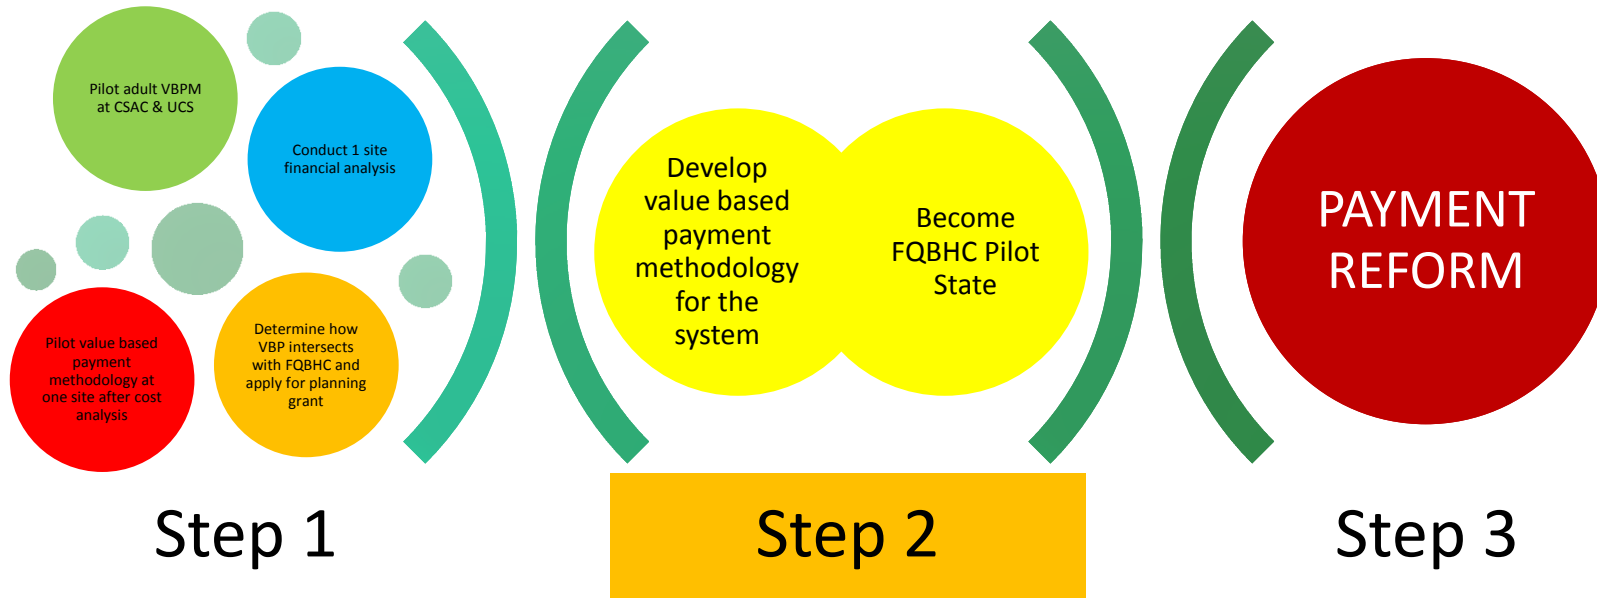 Pilot adult VBPM
at CSAC & UCS
Conduct 1 site
financial analysis
Pilot value based
payment
methodology at
one site after cost
analysis
Determine how
VBP intersects
with FQBHC and
apply for planning
grant
Step 1
Develop
value based
payment
methodology
for the
system
Become
FQBHC Pilot
State
Step 2
PAYMENT
REFORM
Step 3